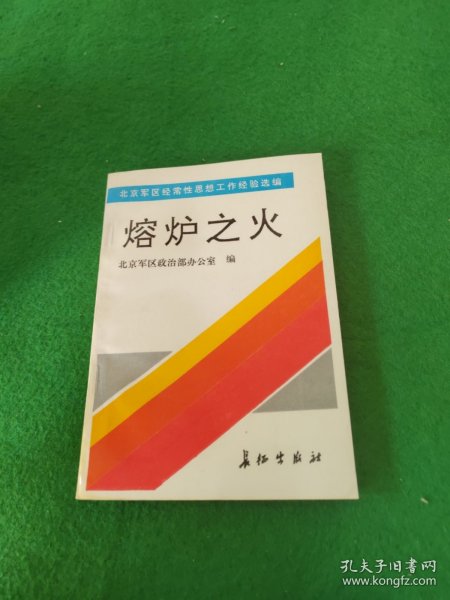 北京军区经常性思想工作经验选编
熔炉之火
北京军区政治部办公室 编
长征出版社
孔夫子旧书网
www.kongfz.com